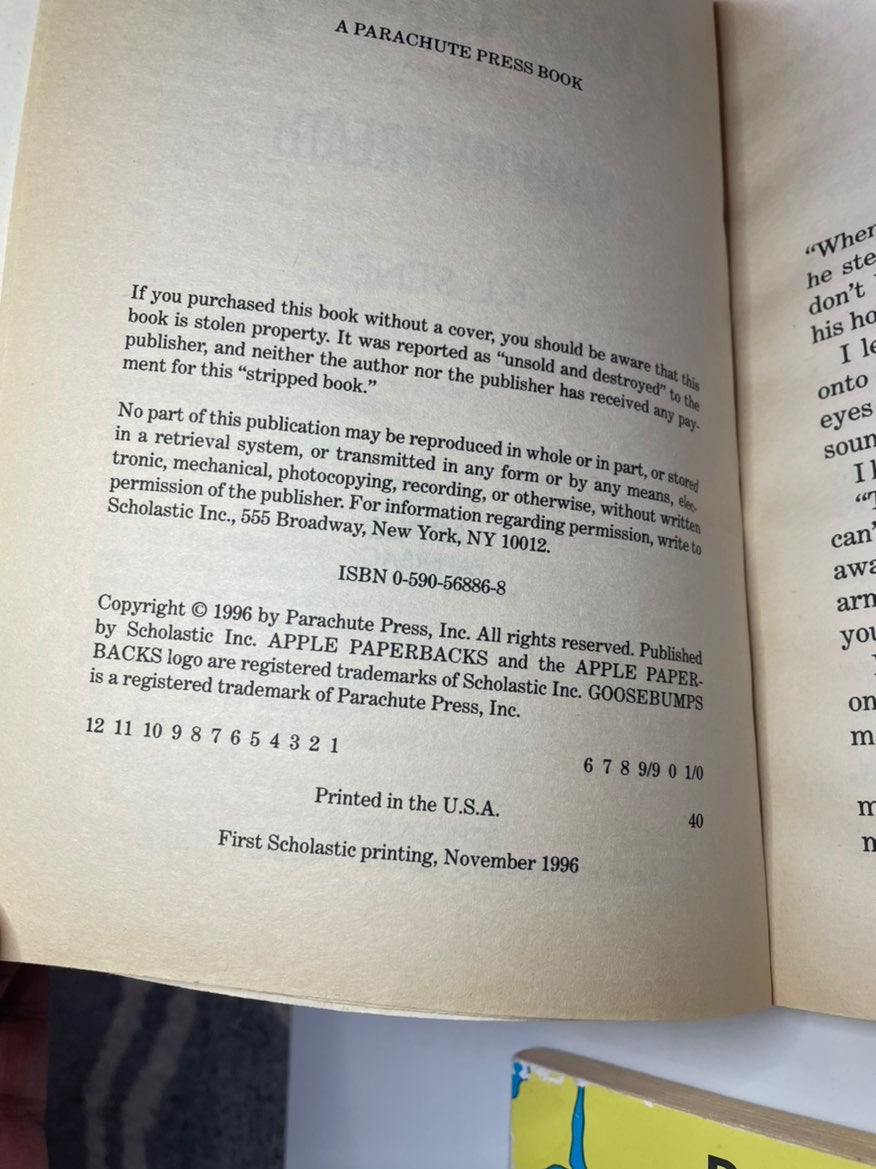 A PARACHUTE PRESS BOOK
If you purchased this book without a cover, you should be aware that this
book is stolen property. It was reported as "unsold and destroyed" to the
publisher, and neither the author nor the publisher has received any pay-
ment for this "stripped book."
No part of this publication may be reproduced in whole or in part, or stored
in a retrieval system, or transmitted in any form or by any means, elec-
tronic, mechanical, photocopying, recording, or otherwise, without written
permission of the publisher. For information regarding permission, write to
Scholastic Inc., 555 Broadway, New York, NY 10012.
ISBN 0-590-56886-8
Copyright © 1996 by Parachute Press, Inc. All rights reserved. Published
by Scholastic Inc. APPLE PAPERBACKS and the APPLE PAPER-
BACKS logo are registered trademarks of Scholastic Inc. GOOSEBUMPS
is a registered trademark of Parachute Press, Inc.
12 11 10 9 8 7 6 5 4 3 2 1
6 7 8 9/9 0 1/0
Printed in the U.S.A.
40
First Scholastic printing, November 1996
he
don't
his
I
onto
eyes
I
can'
on